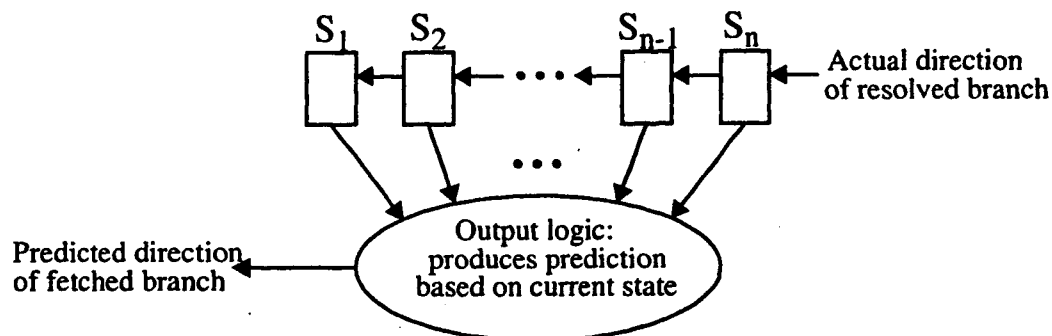 S1 S2 Sn-1 Sn
Actual direction
of resolved branch
Output logic:
produces prediction
based on current state
Predicted direction
of fetched branch